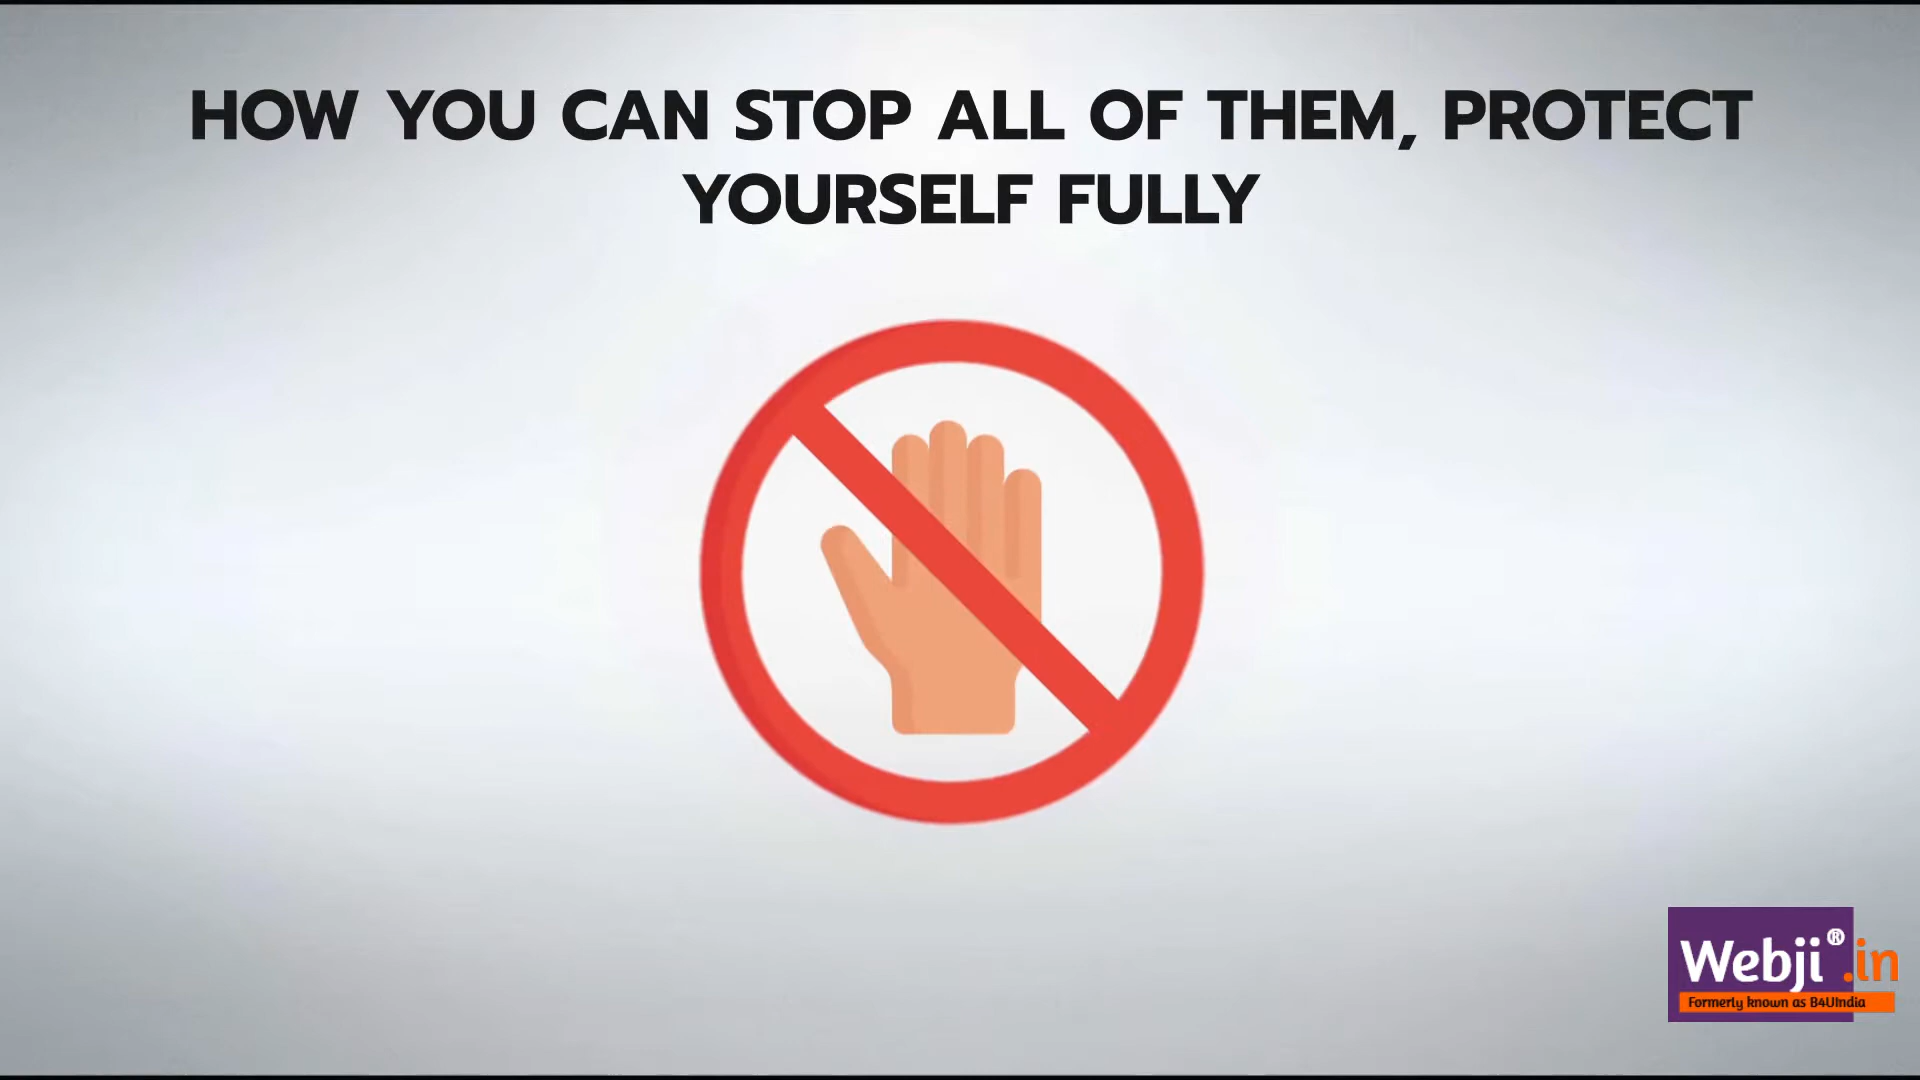 HOW YOU CAN STOP ALL OF THEM, PROTECT
YOURSELF FULLY
Webji®.in
Formerly known as B4UIndia